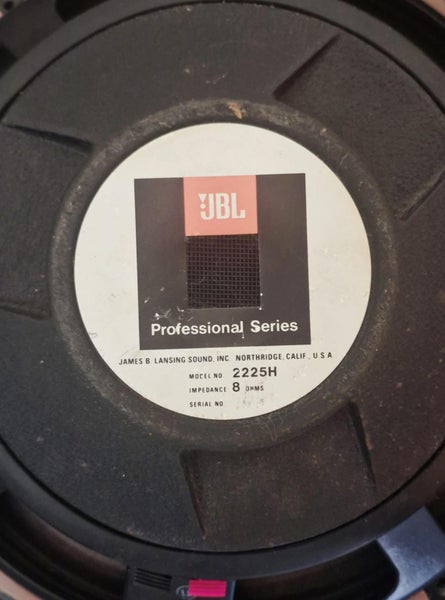 JBL
Professional Series
JAMES B. LANSING SOUND, INC. NORTHRIDGE, CALIF., U.S.A.
MODEL NO 2225H
IMPEDANCE 8 OHMS
SERIAL NO